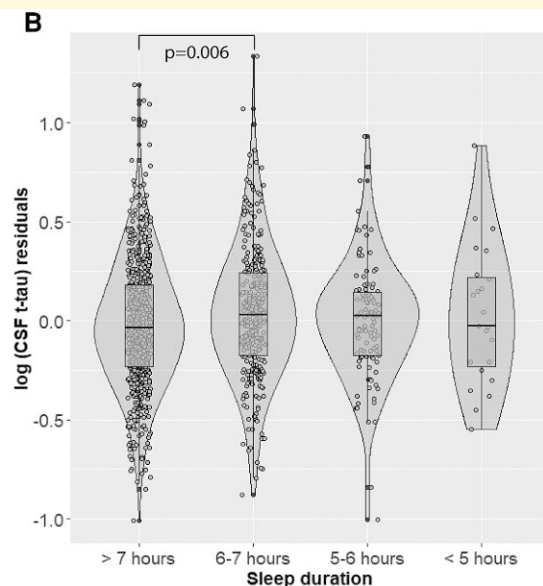 B
p=0.006
1.0
0.5
0.0
-0.5
-1.0
log (CSF t-tau) residuals
> 7 hours 6-7 hours 5-6 hours < 5 hours
Sleep duration